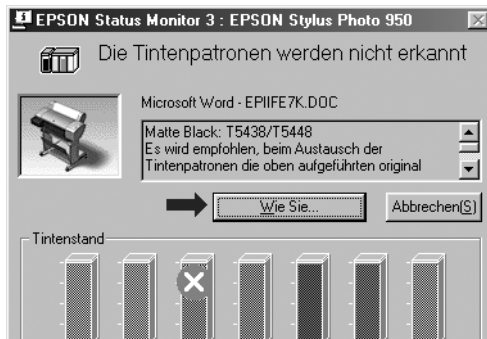 EPSON Status Monitor 3 : EPSON Stylus Photo 950
Die Tintenpatronen werden nicht erkannt
Microsoft Word - EPIIFE7K.DOC
Matte Black: T5438/T5448
Es wird empfohlen, beim Austausch der
Tintenpatronen die oben aufgeführten original
Wie Sie...
Abbrechen(S)
Tintenstand